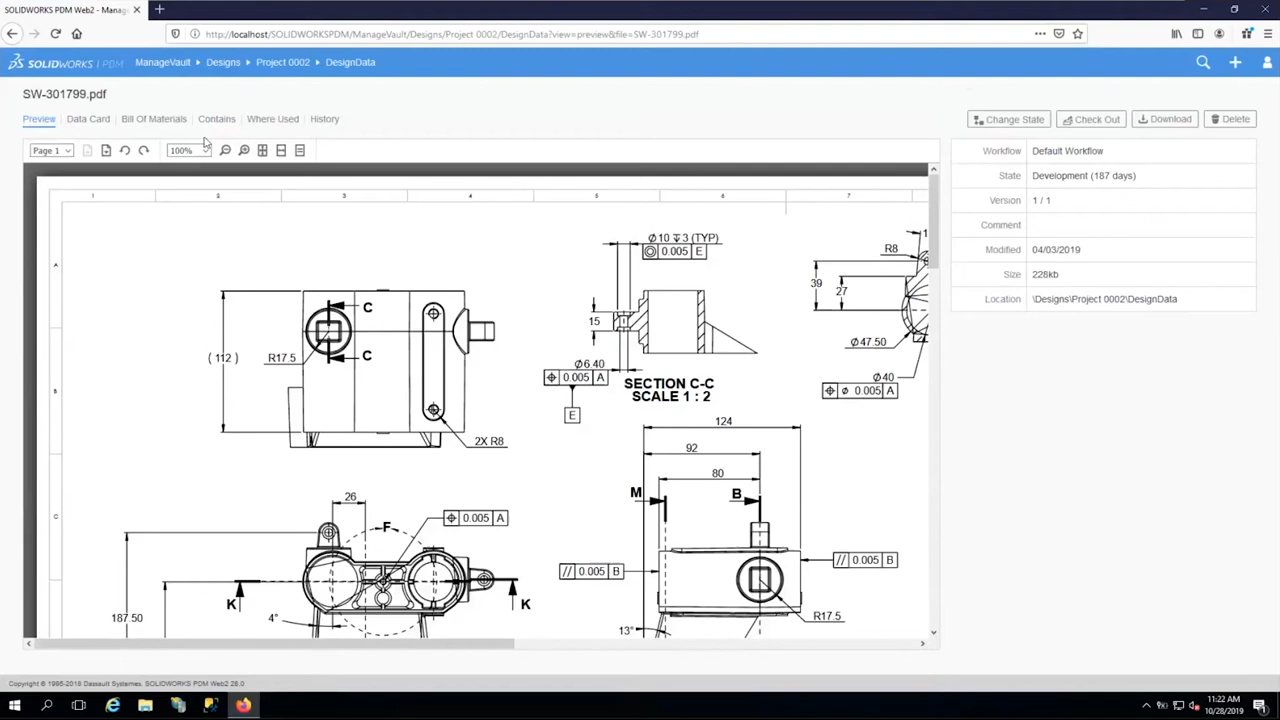 SOLIDWORKS PDM Web2 - Manag
http://localhost/SOLIDWORKSPDM/ManageVault/Designs/Project 0002/DesignData?view=preview&file=SW-301799.pdf
SOLIDWORKS | PDM ManageVault Designs Project 0002 DesignData
SW-301799.pdf
Preview Data Card Bill Of Materials Contains Where Used History
Change State Check Out Download Delete
Page 1 100%
Workflow Default Workflow
State Development (187 days)
Version 1 / 1
Comment
Modified 04/03/2019
Size 228kb
Location \Designs\Project 0002\DesignData
1 2 3 4 5 6 7
A
B
C
C
C
R17.5
( 112 )
2X R8
Ø10 ↧ 3 (TYP)
0.005 E
15
Ø6.40
0.005 A
E
SECTION C-C
SCALE 1 : 2
R8
1
39
27
Ø47.50
Ø40
Ø 0.005 A
124
92
80
M
B
// 0.005 B
// 0.005 B
R17.5
13°
26
F
0.005 A
K
K
187.50
4°
Copyright © 1995-2018 Dassault Systemes. SOLIDWORKS PDM Web2 28.0
11:22 AM
10/28/2019